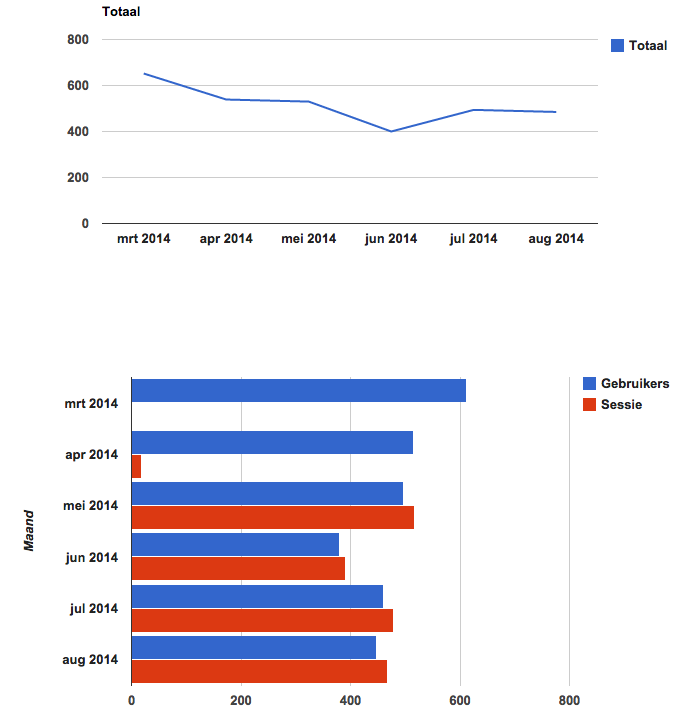 Totaal
800
Totaal
600
400
200
0
mrt 2014 apr 2014 mei 2014 jun 2014 jul 2014 aug 2014
Gebruikers
mrt 2014
Sessie
apr 2014
mei 2014
Maand
jun 2014
jul 2014
aug 2014
0 200 400 600 800